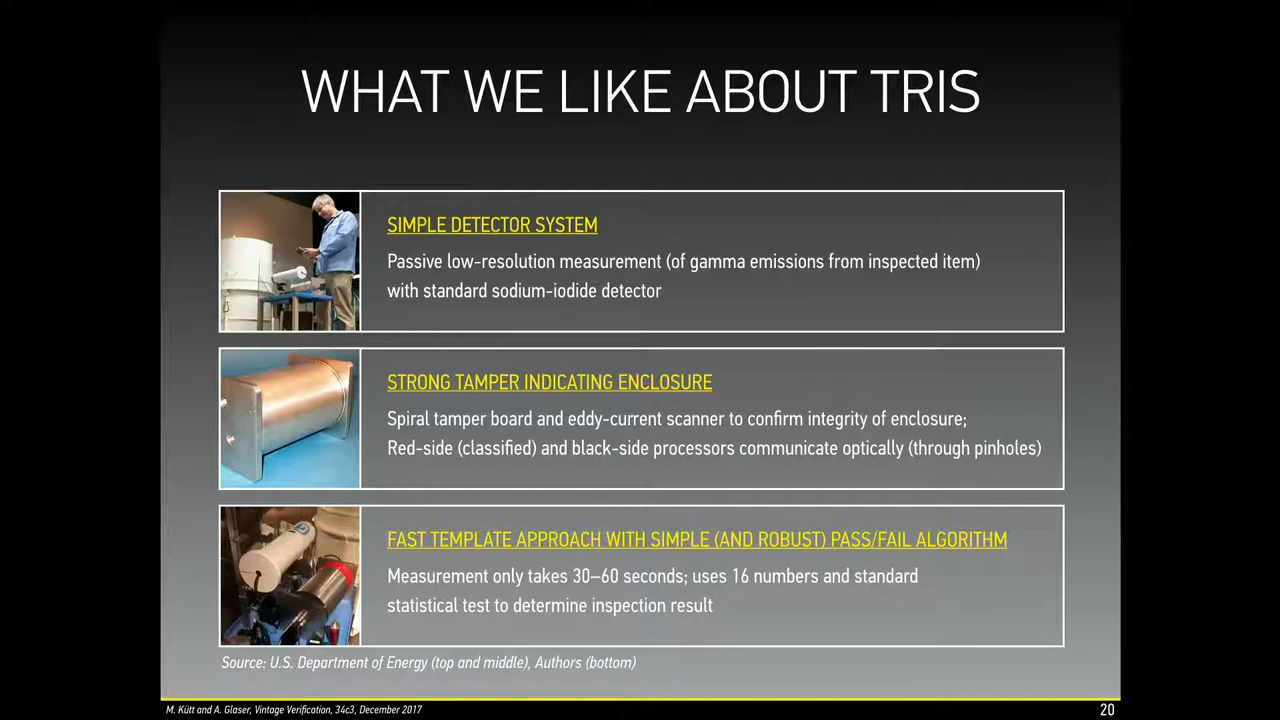 WHAT WE LIKE ABOUT TRIS
SIMPLE DETECTOR SYSTEM
Passive low-resolution measurement (of gamma emissions from inspected item)
with standard sodium-iodide detector
STRONG TAMPER INDICATING ENCLOSURE
Spiral tamper board and eddy-current scanner to confirm integrity of enclosure;
Red-side (classified) and black-side processors communicate optically (through pinholes)
FAST TEMPLATE APPROACH WITH SIMPLE (AND ROBUST) PASS/FAIL ALGORITHM
Measurement only takes 30–60 seconds; uses 16 numbers and standard
statistical test to determine inspection result
Source: U.S. Department of Energy (top and middle), Authors (bottom)
M. Kütt and A. Glaser, Vintage Verification, 34c3, December 2017
20